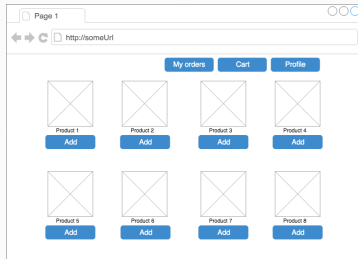 Page 1
http://someUrl
My orders Cart Profile
Product 1 Product 2 Product 3 Product 4
Add Add Add Add
Product 5 Product 6 Product 7 Product 8
Add Add Add Add